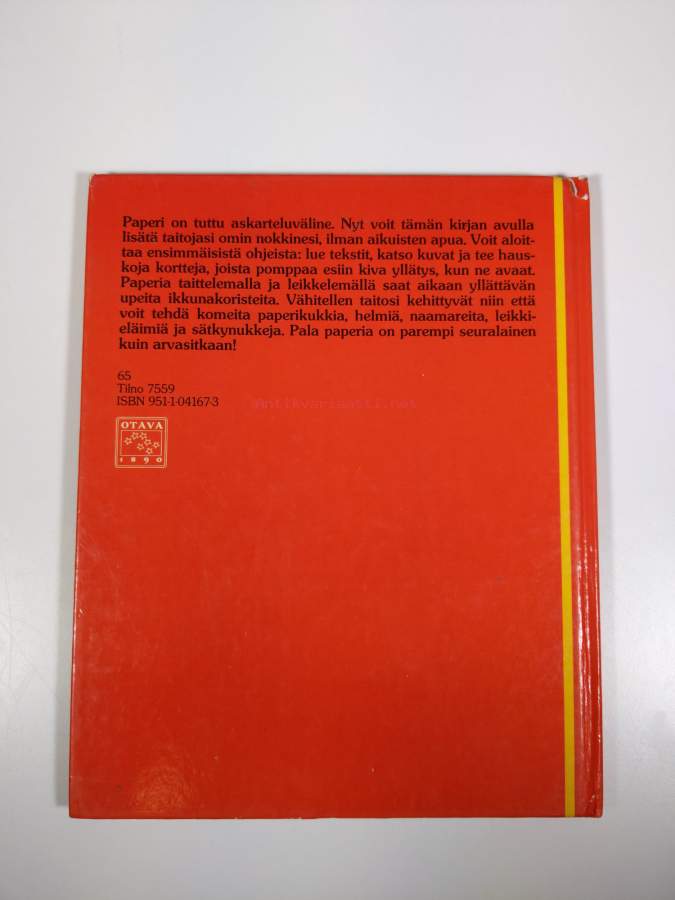 Paperi on tuttu askarteluväline. Nyt voit tämän kirjan avulla
lisätä taitojasi omin nokkinesi, ilman aikuisten apua. Voit aloit-
taa ensimmäisistä ohjeista: lue tekstit, katso kuvat ja tee haus-
koja kortteja, joista pomppaa esiin kiva yllätys, kun ne avaat.
Paperia taittelemalla ja leikkelemällä saat aikaan yllättävän
upeita ikkunakoristeita. Vähitellen taitosi kehittyvät niin että
voit tehdä komeita paperikukkia, helmiä, naamareita, leikki-
eläimiä ja sätkynukkeja. Pala paperia on parempi seuralainen
kuin arvasitkaan!
65
Tilno 7559
ISBN 951-1-04167-3
Antikvariaatti.net
OTAVA
1890